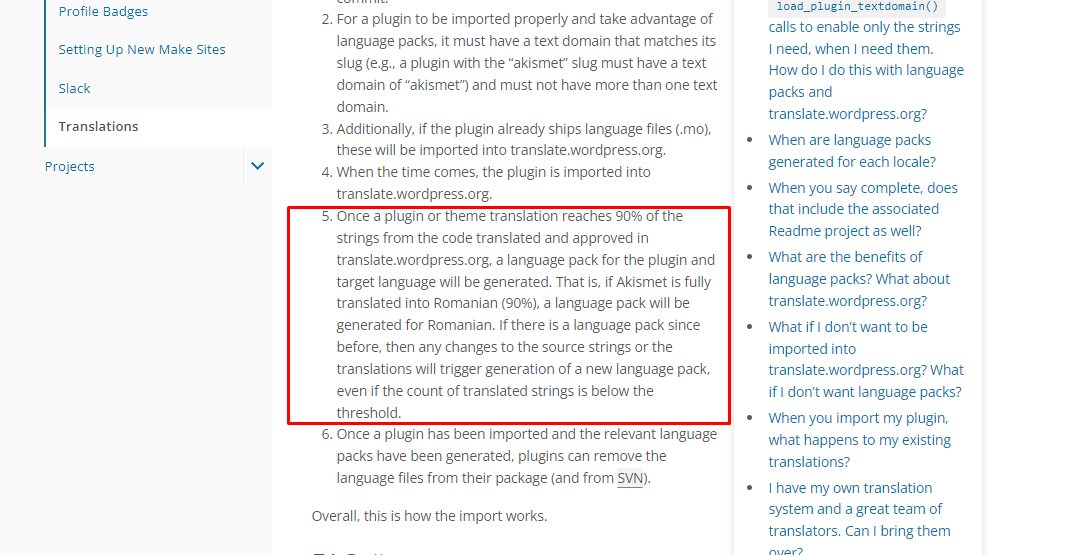 Profile Badges
Setting Up New Make Sites
Slack
Translations
Projects
commit.
2. For a plugin to be imported properly and take advantage of
language packs, it must have a text domain that matches its
slug (e.g., a plugin with the “akismet” slug must have a text
domain of “akismet”) and must not have more than one text
domain.
3. Additionally, if the plugin already ships language files (.mo),
these will be imported into translate.wordpress.org.
4. When the time comes, the plugin is imported into
translate.wordpress.org.
5. Once a plugin or theme translation reaches 90% of the
strings from the code translated and approved in
translate.wordpress.org, a language pack for the plugin and
target language will be generated. That is, if Akismet is fully
translated into Romanian (90%), a language pack will be
generated for Romanian. If there is a language pack since
before, then any changes to the source strings or the
translations will trigger generation of a new language pack,
even if the count of translated strings is below the
threshold.
6. Once a plugin has been imported and the relevant language
packs have been generated, plugins can remove the
language files from their package (and from SVN).
Overall, this is how the import works.
load_plugin_textdomain()
calls to enable only the strings
I need, when I need them.
How do I do this with language
packs and
translate.wordpress.org?
• When are language packs
generated for each locale?
• When you say complete, does
that include the associated
Readme project as well?
• What are the benefits of
language packs? What about
translate.wordpress.org?
• What if I don’t want to be
imported into
translate.wordpress.org? What
if I don’t want language packs?
• When you import my plugin,
what happens to my existing
translations?
• I have my own translation
system and a great team of
translators. Can I bring them
over?